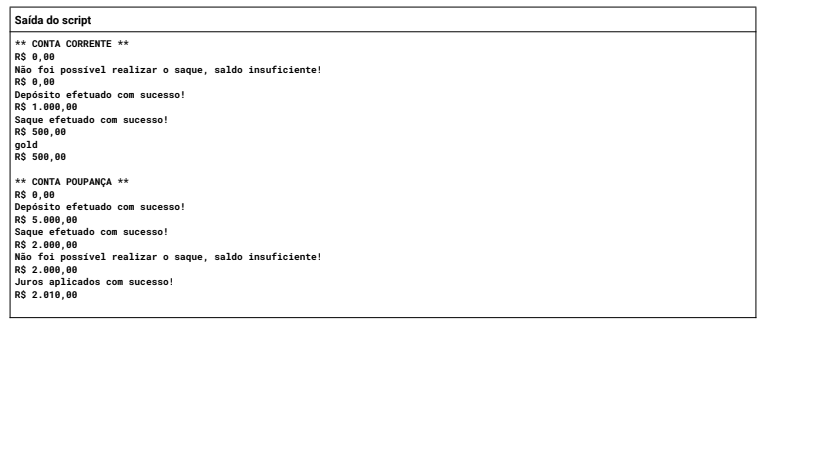 Saída do script
** CONTA CORRENTE **
R$ 0,00
Não foi possível realizar o saque, saldo insuficiente!
R$ 0,00
Depósito efetuado com sucesso!
R$ 1.000,00
Saque efetuado com sucesso!
R$ 500,00
gold
R$ 500,00
** CONTA POUPANÇA **
R$ 0,00
Depósito efetuado com sucesso!
R$ 5.000,00
Saque efetuado com sucesso!
R$ 2.000,00
Não foi possível realizar o saque, saldo insuficiente!
R$ 2.000,00
Juros aplicados com sucesso!
R$ 2.010,00